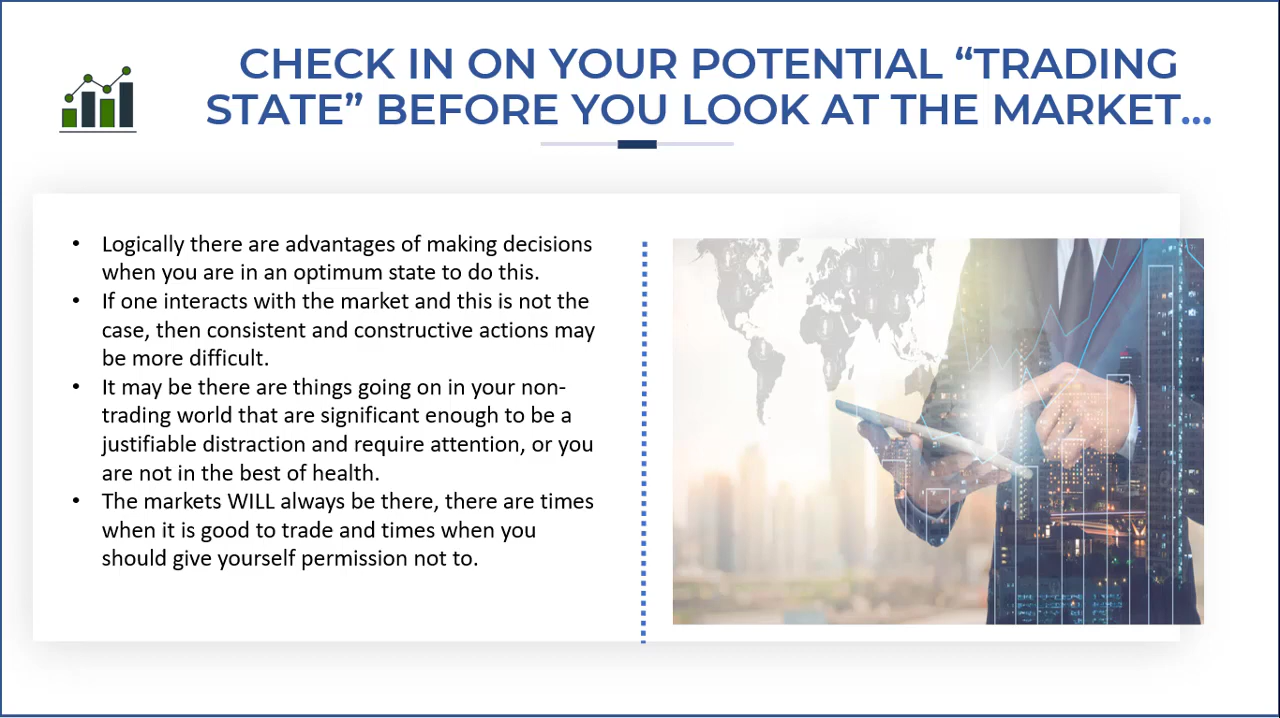 CHECK IN ON YOUR POTENTIAL “TRADING
STATE” BEFORE YOU LOOK AT THE MARKET...
• Logically there are advantages of making decisions
when you are in an optimum state to do this.
• If one interacts with the market and this is not the
case, then consistent and constructive actions may
be more difficult.
• It may be there are things going on in your non-
trading world that are significant enough to be a
justifiable distraction and require attention, or you
are not in the best of health.
• The markets WILL always be there, there are times
when it is good to trade and times when you
should give yourself permission not to.